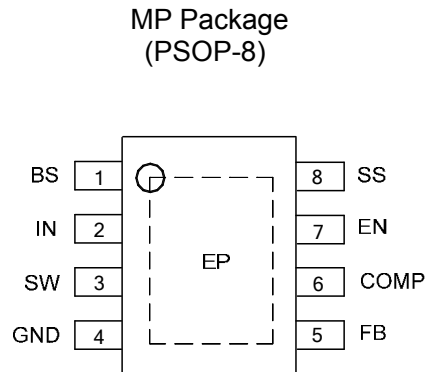 MP Package
(PSOP-8)
BS 1 8 SS
IN 2 7 EN
EP
SW 3 6 COMP
GND 4 5 FB